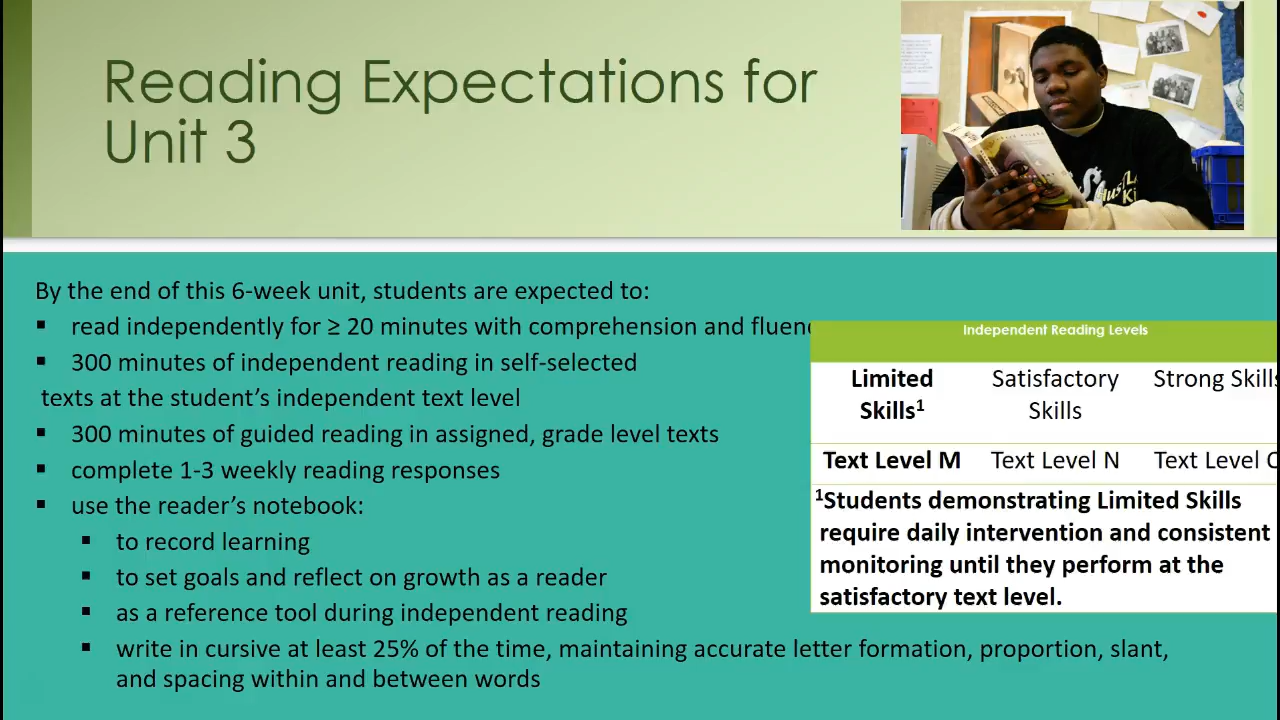 Reading Expectations for
Unit 3
By the end of this 6-week unit, students are expected to:
▪ read independently for ≥ 20 minutes with comprehension and
▪ 300 minutes of independent reading in self-selected
texts at the student's independent text level
▪ 300 minutes of guided reading in assigned, grade level texts
▪ complete 1-3 weekly reading responses
▪ use the reader's notebook:
▪ to record learning
▪ to set goals and reflect on growth as a reader
▪ as a reference tool during independent reading
▪ write in cursive at least 25% of the time, maintaining accurate letter formation, proportion, slant,
and spacing within and between words
Independent Reading Levels
Limited Satisfactory Strong Skills
Skills¹ Skills
Text Level M Text Level N Text Level
¹Students demonstrating Limited Skills
require daily intervention and consistent
monitoring until they perform at the
satisfactory text level.